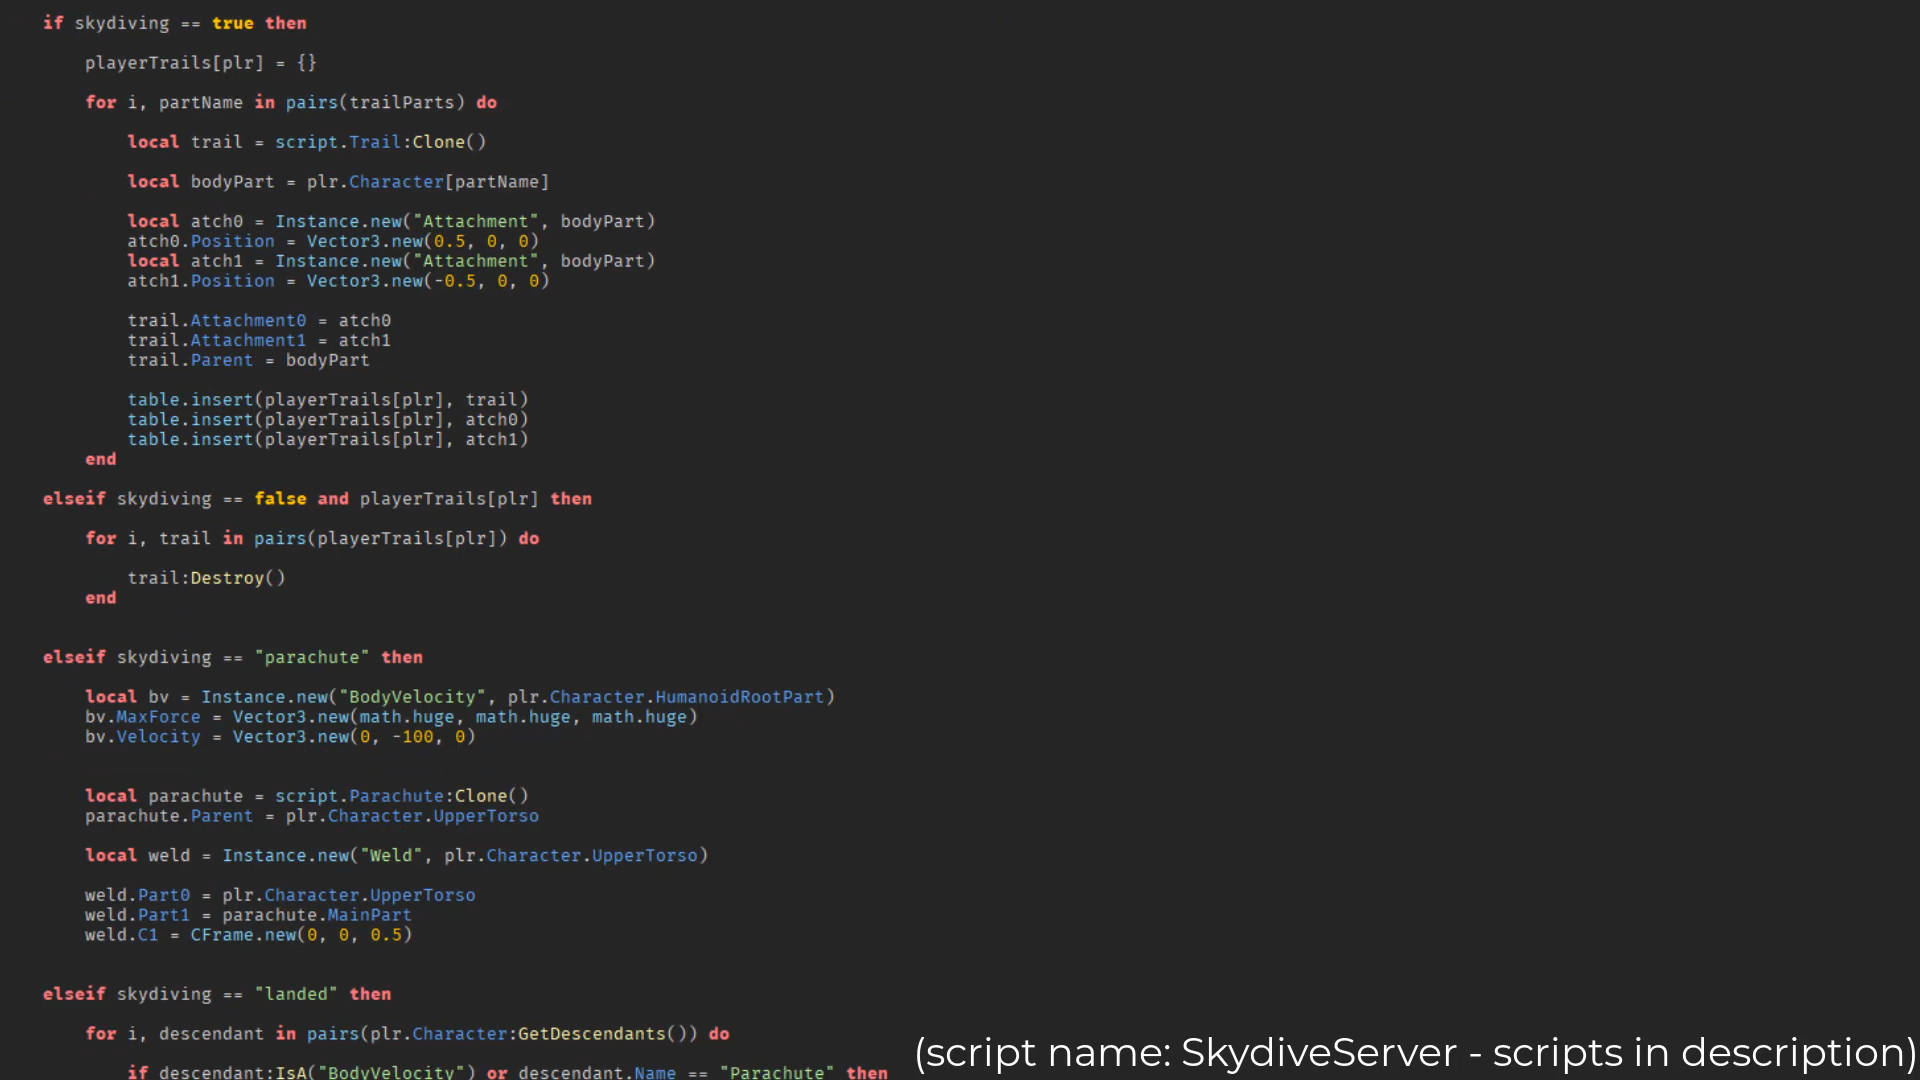 if skydiving == true then
playerTrails[plr] = {}
for i, partName in pairs(trailParts) do
local trail = script.Trail:Clone()
local bodyPart = plr.Character[partName]
local atch0 = Instance.new("Attachment", bodyPart)
atch0.Position = Vector3.new(0.5, 0, 0)
local atch1 = Instance.new("Attachment", bodyPart)
atch1.Position = Vector3.new(-0.5, 0, 0)
trail.Attachment0 = atch0
trail.Attachment1 = atch1
trail.Parent = bodyPart
table.insert(playerTrails[plr], trail)
table.insert(playerTrails[plr], atch0)
table.insert(playerTrails[plr], atch1)
end
elseif skydiving == false and playerTrails[plr] then
for i, trail in pairs(playerTrails[plr]) do
trail:Destroy()
end
elseif skydiving == "parachute" then
local bv = Instance.new("BodyVelocity", plr.Character.HumanoidRootPart)
bv.MaxForce = Vector3.new(math.huge, math.huge, math.huge)
bv.Velocity = Vector3.new(0, -100, 0)
local parachute = script.Parachute:Clone()
parachute.Parent = plr.Character.UpperTorso
local weld = Instance.new("Weld", plr.Character.UpperTorso)
weld.Part0 = plr.Character.UpperTorso
weld.Part1 = parachute.MainPart
weld.C1 = CFrame.new(0, 0, 0.5)
elseif skydiving == "landed" then
for i, descendant in pairs(plr.Character:GetDescendants()) do
if descendant:IsA("BodyVelocity") or descendant.Name == "Parachute" then
(script name: SkydiveServer - scripts in description)